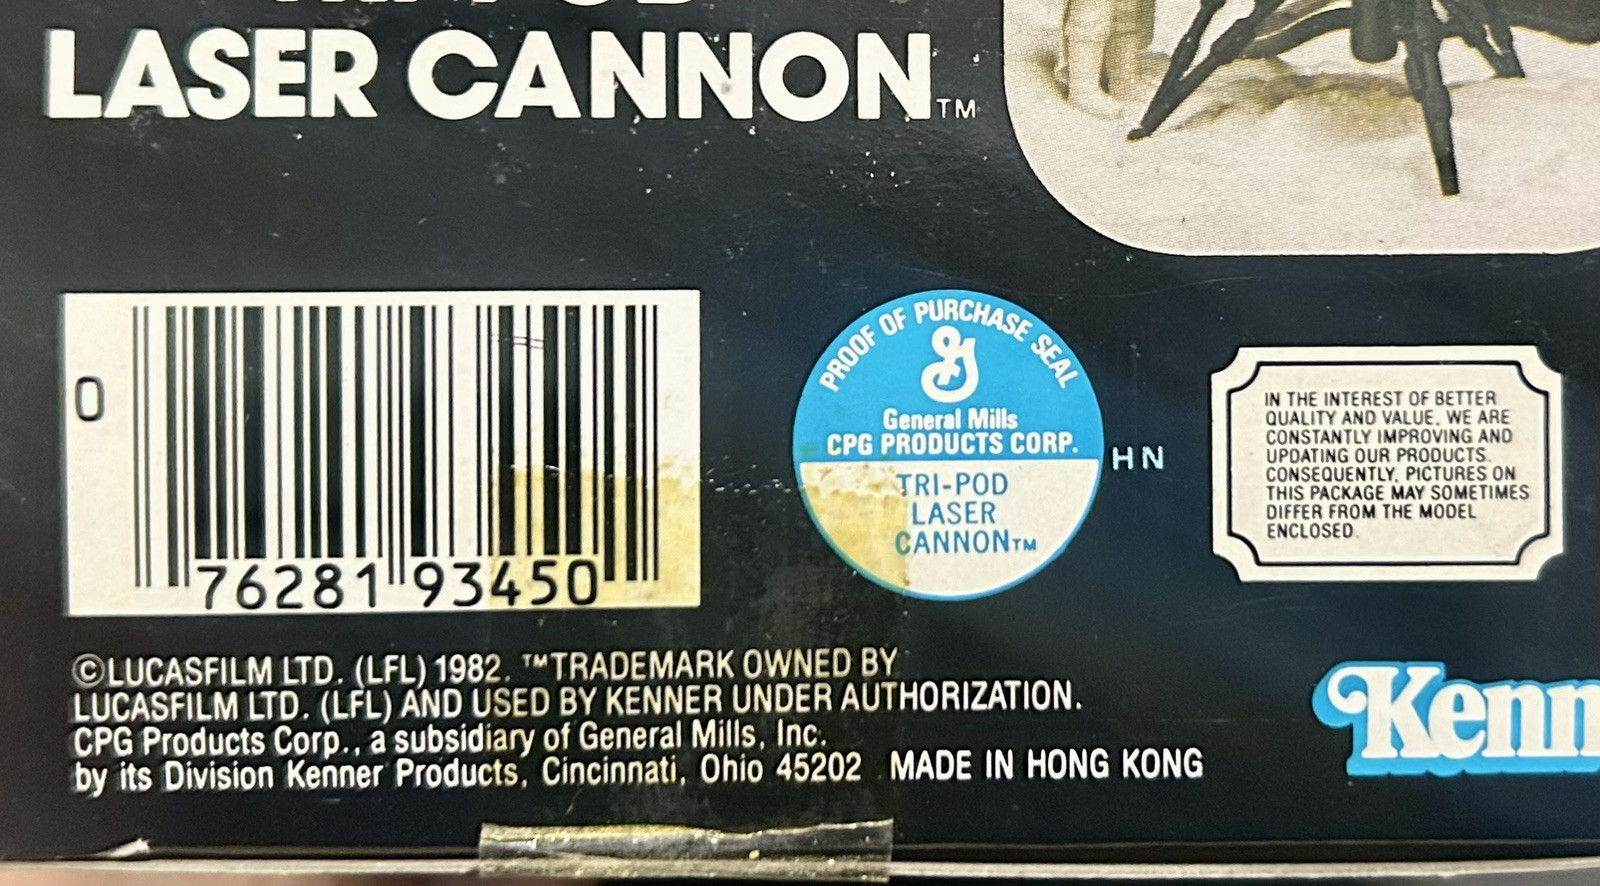 TRI-POD
LASER CANNON™
0
76281 93450
PROOF OF PURCHASE SEAL
General Mills
CPG PRODUCTS CORP.
TRI-POD
LASER
CANNON™
HN
IN THE INTEREST OF BETTER
QUALITY AND VALUE, WE ARE
CONSTANTLY IMPROVING AND
UPDATING OUR PRODUCTS.
CONSEQUENTLY, PICTURES ON
THIS PACKAGE MAY SOMETIMES
DIFFER FROM THE MODEL
ENCLOSED.
©LUCASFILM LTD. (LFL) 1982. ™TRADEMARK OWNED BY
LUCASFILM LTD. (LFL) AND USED BY KENNER UNDER AUTHORIZATION.
CPG Products Corp., a subsidiary of General Mills, Inc.
by its Division Kenner Products, Cincinnati, Ohio 45202 MADE IN HONG KONG
Kenn